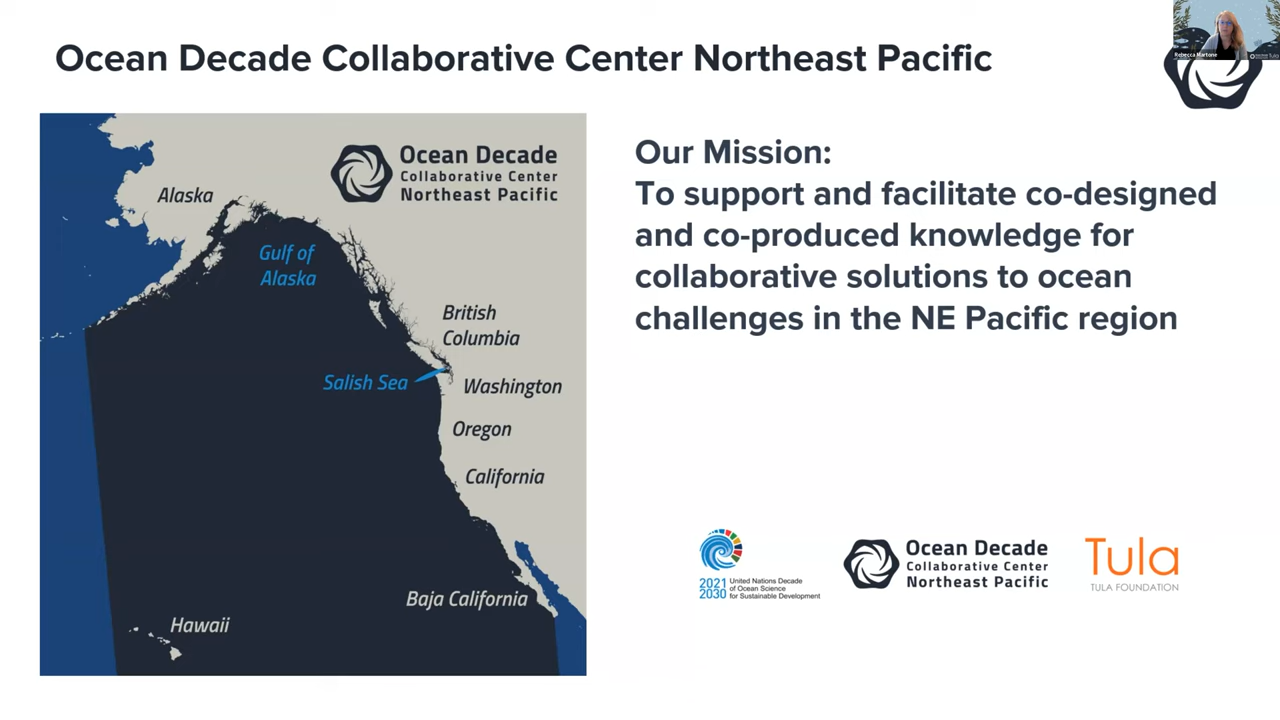 Ocean Decade Collaborative Center Northeast Pacific
Rebecca Martone
Ocean Decade
Collaborative Center
Northeast Pacific
Alaska
Gulf of
Alaska
British
Columbia
Salish Sea
Washington
Oregon
California
Baja California
Hawaii
Our Mission:
To support and facilitate co-designed
and co-produced knowledge for
collaborative solutions to ocean
challenges in the NE Pacific region
2021
2030
United Nations Decade
of Ocean Science
for Sustainable Development
Ocean Decade
Collaborative Center
Northeast Pacific
Tula
TULA FOUNDATION